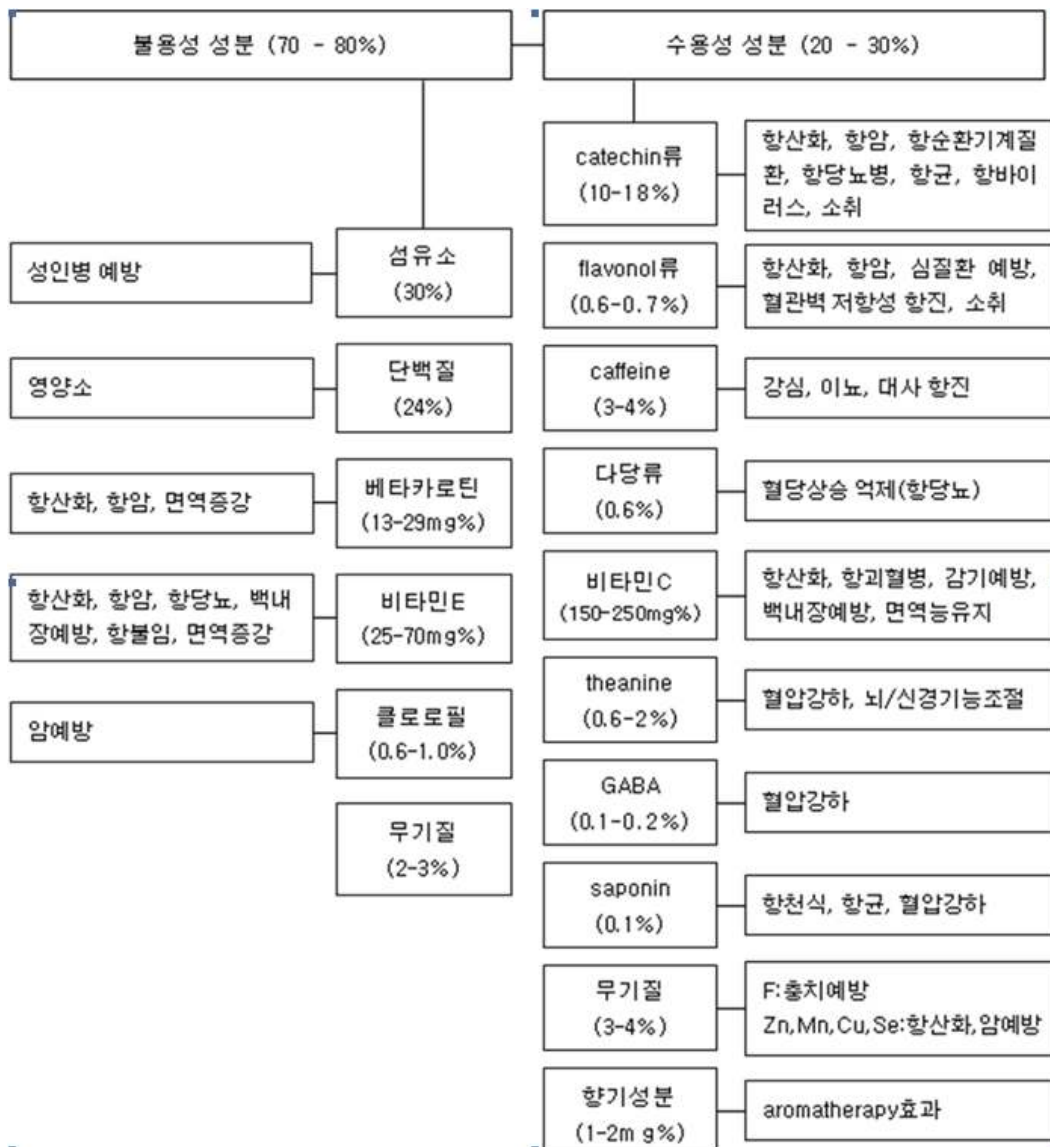 불용성 성분 (70 - 80%)
성인병 예방
섬유소
(30%)
영양소
단백질
(24%)
항산화, 항암, 면역증강
베타카로틴
(13-29mg%)
항산화, 항암, 항당뇨, 백내
장예방, 항불임, 면역증강
비타민E
(25-70mg%)
암예방
클로로필
(0.6-1.0%)
무기질
(2-3%)
수용성 성분 (20 - 30%)
catechin류
(10-18%)
항산화, 항암, 항순환기계질
환, 항당뇨병, 항균, 항바이
러스, 소취
flavonol류
(0.6-0.7%)
항산화, 항암, 심질환 예방,
혈관벽 저항성 항진, 소취
caffeine
(3-4%)
강심, 이뇨, 대사 항진
다당류
(0.6%)
혈당상승 억제(항당뇨)
비타민C
(150-250mg%)
항산화, 항괴혈병, 감기예방,
백내장예방, 면역능유지
theanine
(0.6-2%)
혈압강하, 뇌/신경기능조절
GABA
(0.1-0.2%)
혈압강하
saponin
(0.1%)
항천식, 항균, 혈압강하
무기질
(3-4%)
F:충치예방
Zn,Mn,Cu,Se:항산화,암예방
향기성분
(1-2m g%)
aromatherapy효과